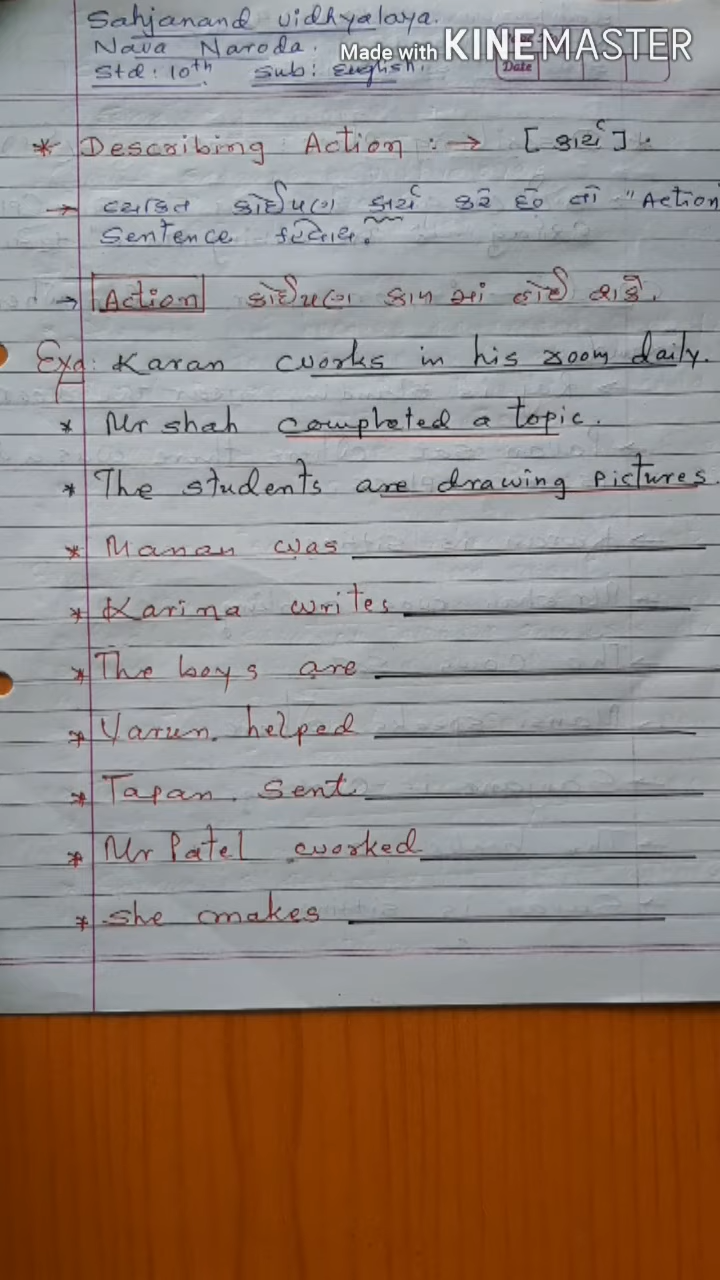 Sahjanand vidhyalaya.
Nava Naroda.
Made with KINEMASTER
Std: 10th Sub: English.
Date
* Describing Action :→ [કાર્ય].
→ વ્યક્તિ કોઈપણ કાર્ય કરે છે તો "Action
Sentence કહેવાય.
→ Action કોઈપણ કાળ માં હોઈ શકે.
Exa: Karan works in his room daily.
* Mr shah completed a topic.
* The students are drawing pictures.
* Manan was
* Karina writes
* The boys are
* Varun. helped
* Tapan. Sent
* Mr Patel worked
* She makes